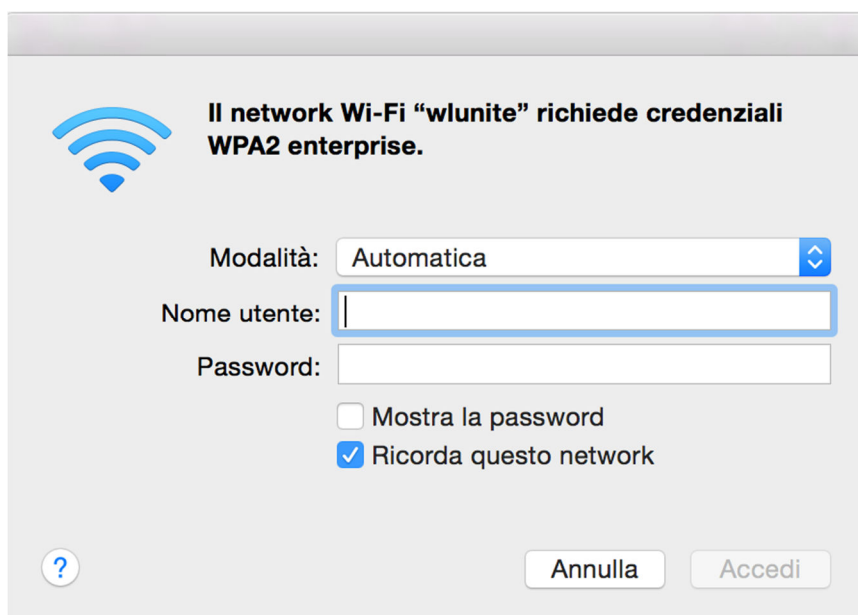 Il network Wi-Fi “wlunite” richiede credenziali
WPA2 enterprise.
Modalità: Automatica
Nome utente:
Password:
Mostra la password
Ricorda questo network
? Annulla Accedi